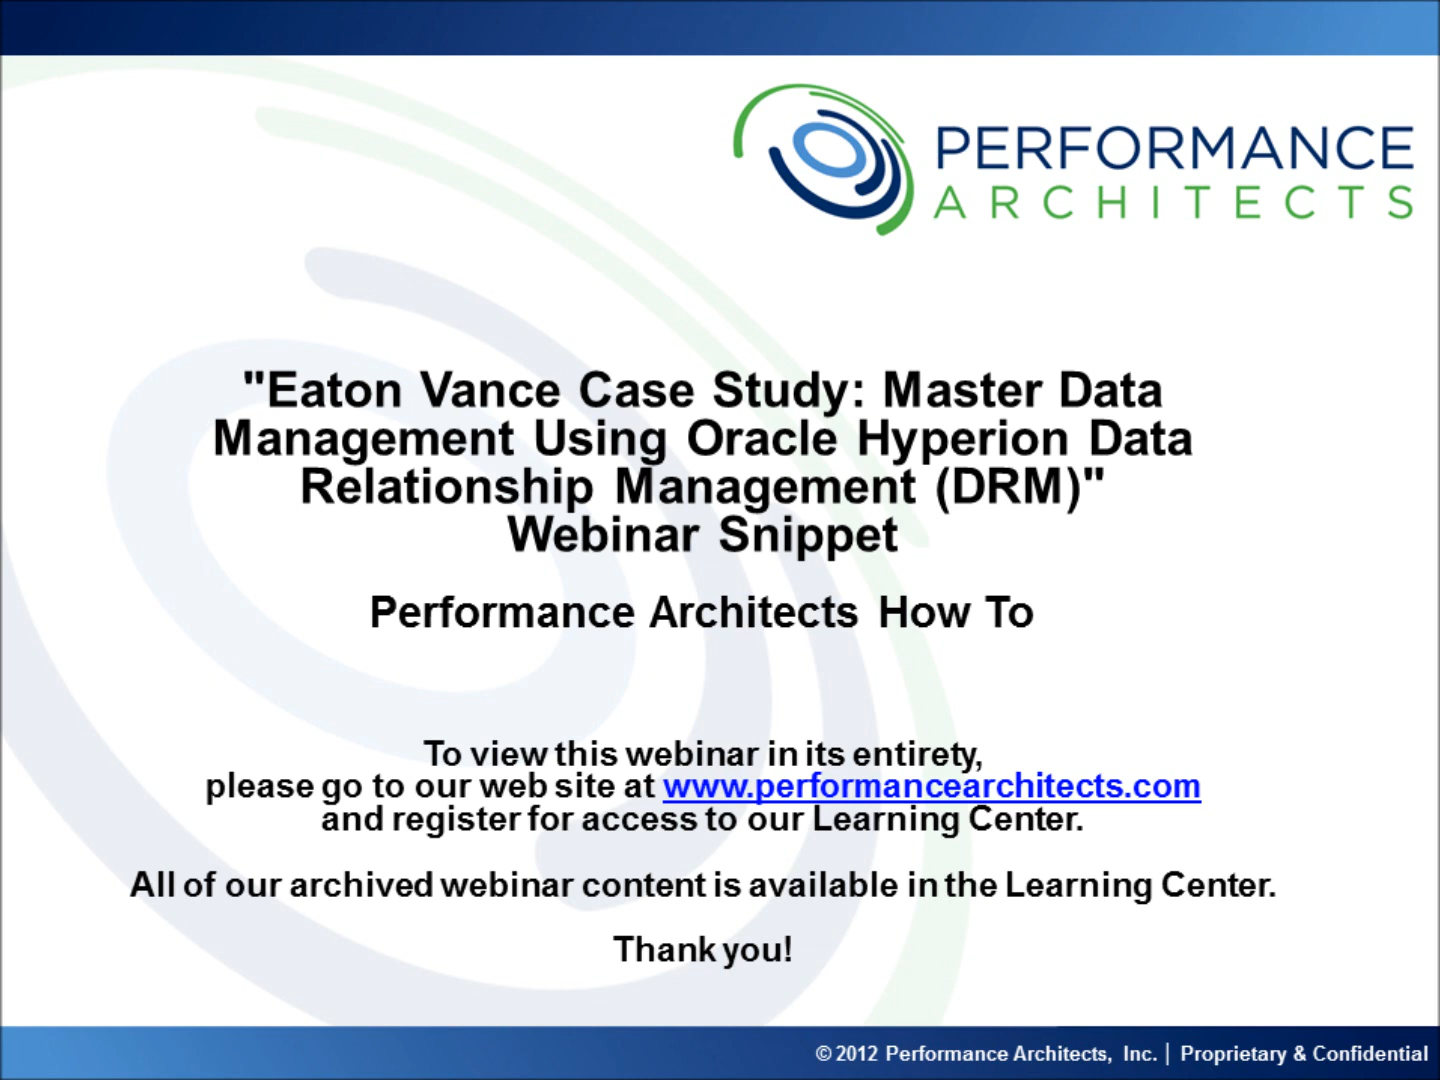 PERFORMANCE
ARCHITECTS
"Eaton Vance Case Study: Master Data
Management Using Oracle Hyperion Data
Relationship Management (DRM)"
Webinar Snippet
Performance Architects How To
To view this webinar in its entirety,
please go to our web site at www.performancearchitects.com
and register for access to our Learning Center.
All of our archived webinar content is available in the Learning Center.
Thank you!
© 2012 Performance Architects, Inc. | Proprietary & Confidential